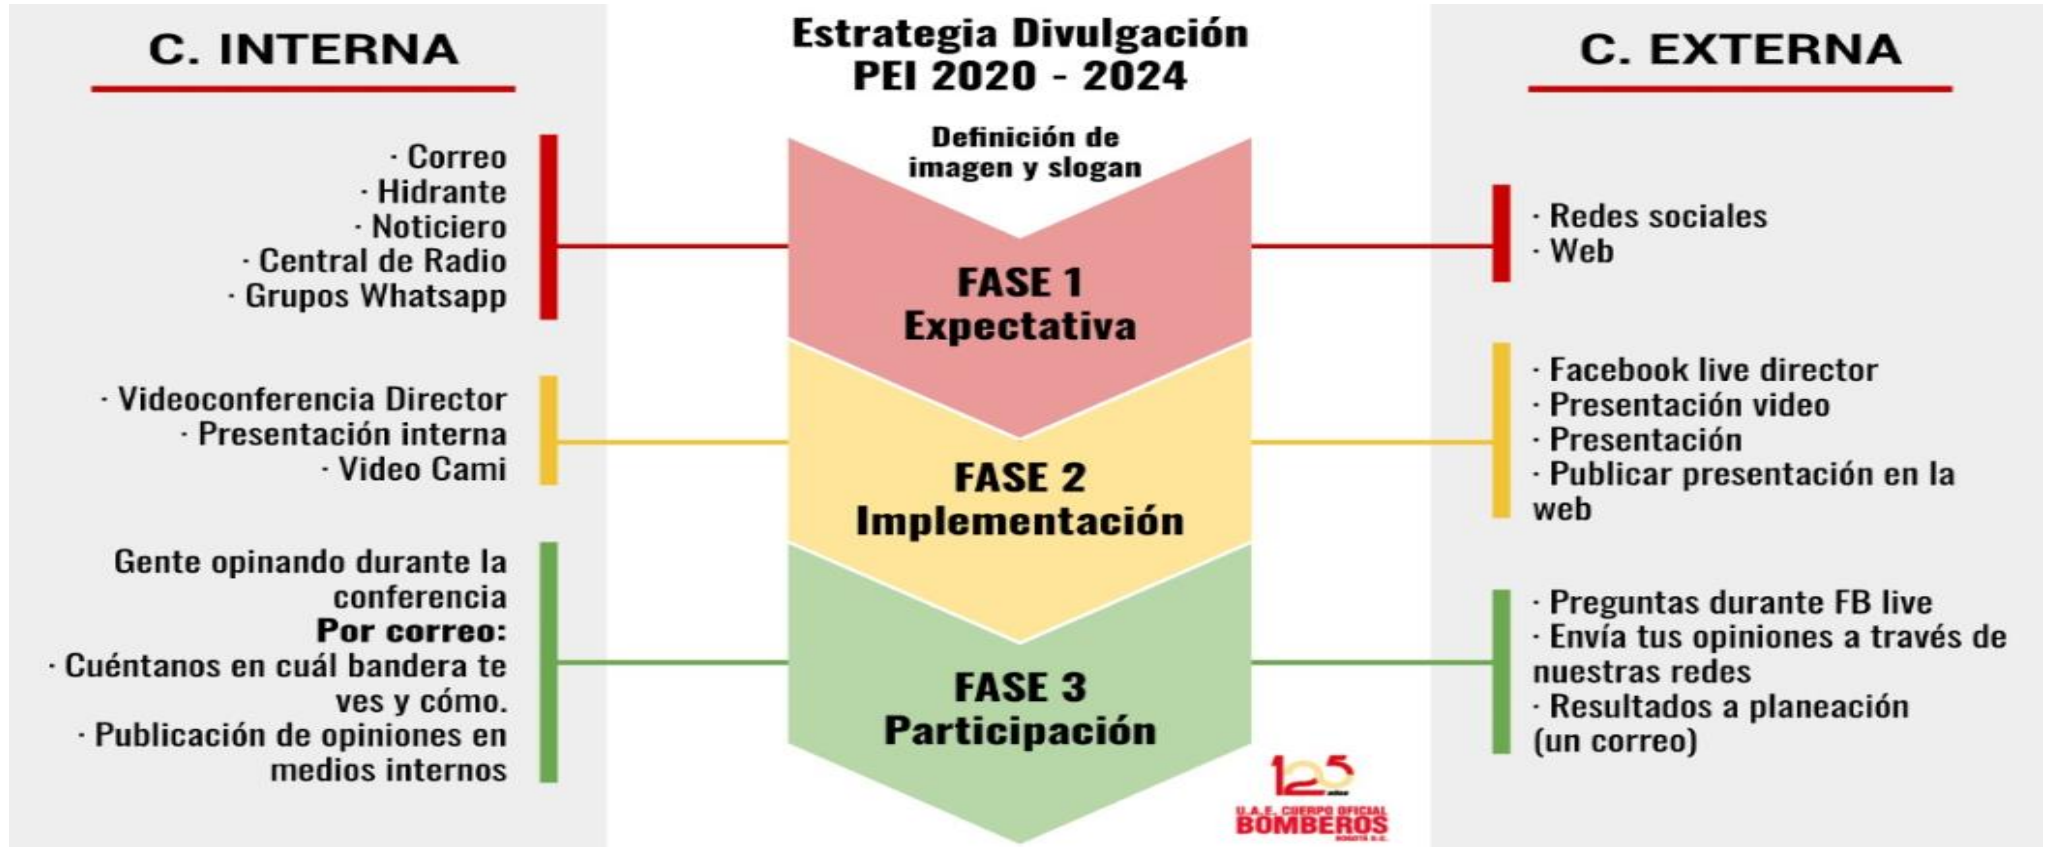 C. INTERNA
· Correo
· Hidrante
· Noticiero
· Central de Radio
· Grupos Whatsapp
· Videoconferencia Director
· Presentación interna
· Video Cami
Gente opinando durante la
conferencia
Por correo:
· Cuéntanos en cuál bandera te
ves y cómo.
· Publicación de opiniones en
medios internos
Estrategia Divulgación
PEI 2020 - 2024
Definición de
imagen y slogan
FASE 1
Expectativa
FASE 2
Implementación
FASE 3
Participación
125
años
U.A.E. CUERPO OFICIAL
BOMBEROS
BOGOTÁ D.C.
C. EXTERNA
· Redes sociales
· Web
· Facebook live director
· Presentación video
· Presentación
· Publicar presentación en la
web
· Preguntas durante FB live
· Envía tus opiniones a través de
nuestras redes
· Resultados a planeación
(un correo)